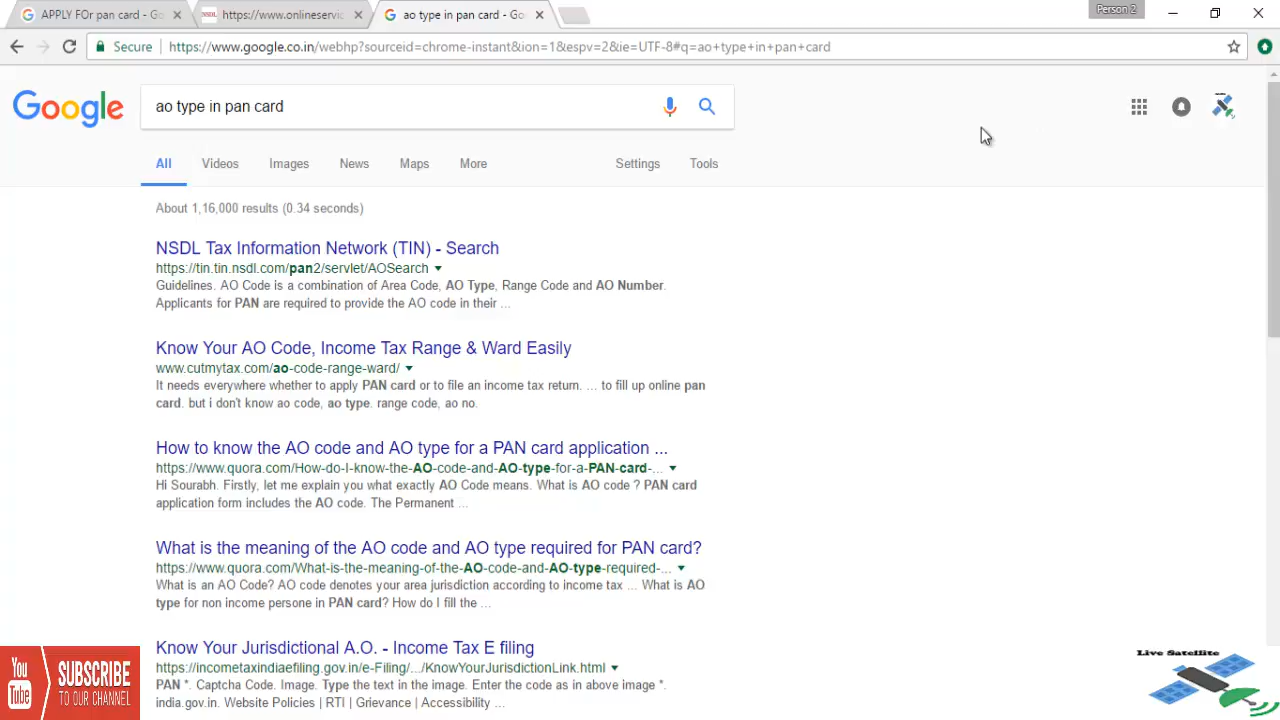 APPLY FOr pan card - Go
NSDL
https://www.onlineservic
ao type in pan card - Go
Person 2
Secure
https://www.google.co.in/webhp?sourceid=chrome-instant&ion=1&espv=2&ie=UTF-8#q=ao+type+in+pan+card
Google
ao type in pan card
All Videos Images News Maps More Settings Tools
About 1,16,000 results (0.34 seconds)
NSDL Tax Information Network (TIN) - Search
https://tin.tin.nsdl.com/pan2/servlet/AOSearch
Guidelines. AO Code is a combination of Area Code, AO Type, Range Code and AO Number.
Applicants for PAN are required to provide the AO code in their ...
Know Your AO Code, Income Tax Range & Ward Easily
www.cutmytax.com/ao-code-range-ward/
It needs everywhere whether to apply PAN card or to file an income tax return. ... to fill up online pan
card. but i don't know ao code, ao type. range code, ao no.
How to know the AO code and AO type for a PAN card application ...
https://www.quora.com/How-do-I-know-the-AO-code-and-AO-type-for-a-PAN-card-...
Hi Sourabh. Firstly, let me explain you what exactly AO Code means. What is AO code ? PAN card
application form includes the AO code. The Permanent ...
What is the meaning of the AO code and AO type required for PAN card?
https://www.quora.com/What-is-the-meaning-of-the-AO-code-and-AO-type-required-...
What is an AO Code? AO code denotes your area jurisdiction according to income tax ... What is AO
type for non income persone in PAN card? How do I fill the ...
Know Your Jurisdictional A.O. - Income Tax E filing
https://incometaxindiaefiling.gov.in/e-Filing/.../KnowYourJurisdictionLink.html
PAN *. Captcha Code. Image. Type the text in the image. Enter the code as in above image *.
india.gov.in. Website Policies | RTI | Grievance | Accessibility ...
You
Tube
SUBSCRIBE
TO OUR CHANNEL
Live Satellite